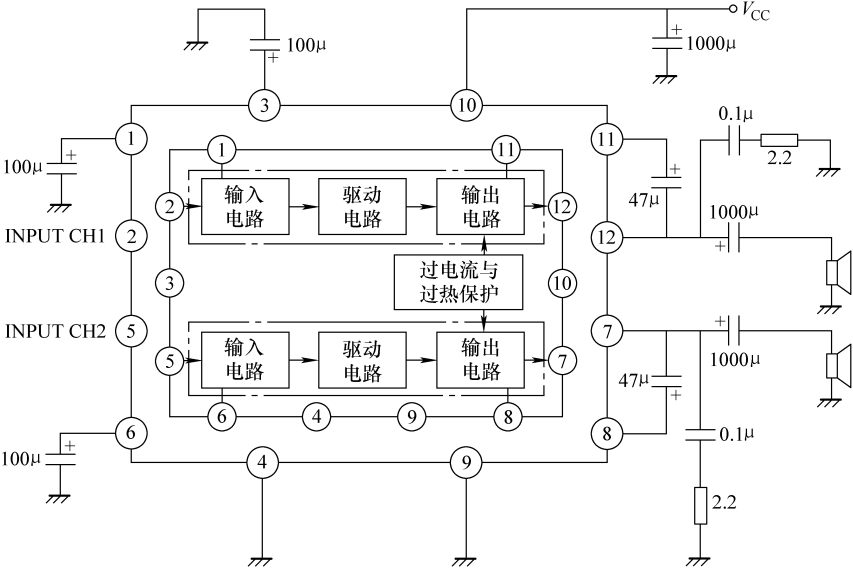 V_CC
100μ
1000μ
3
10
1
11
0.1μ
2.2
100μ
1
11
47μ
1000μ
输入
电路
驱动
电路
输出
电路
2
12
INPUT CH1
2
12
过电流与
过热保护
3
10
INPUT CH2
5
7
输入
电路
驱动
电路
输出
电路
5
7
1000μ
47μ
6
4
9
8
6
8
0.1μ
100μ
4
9
2.2